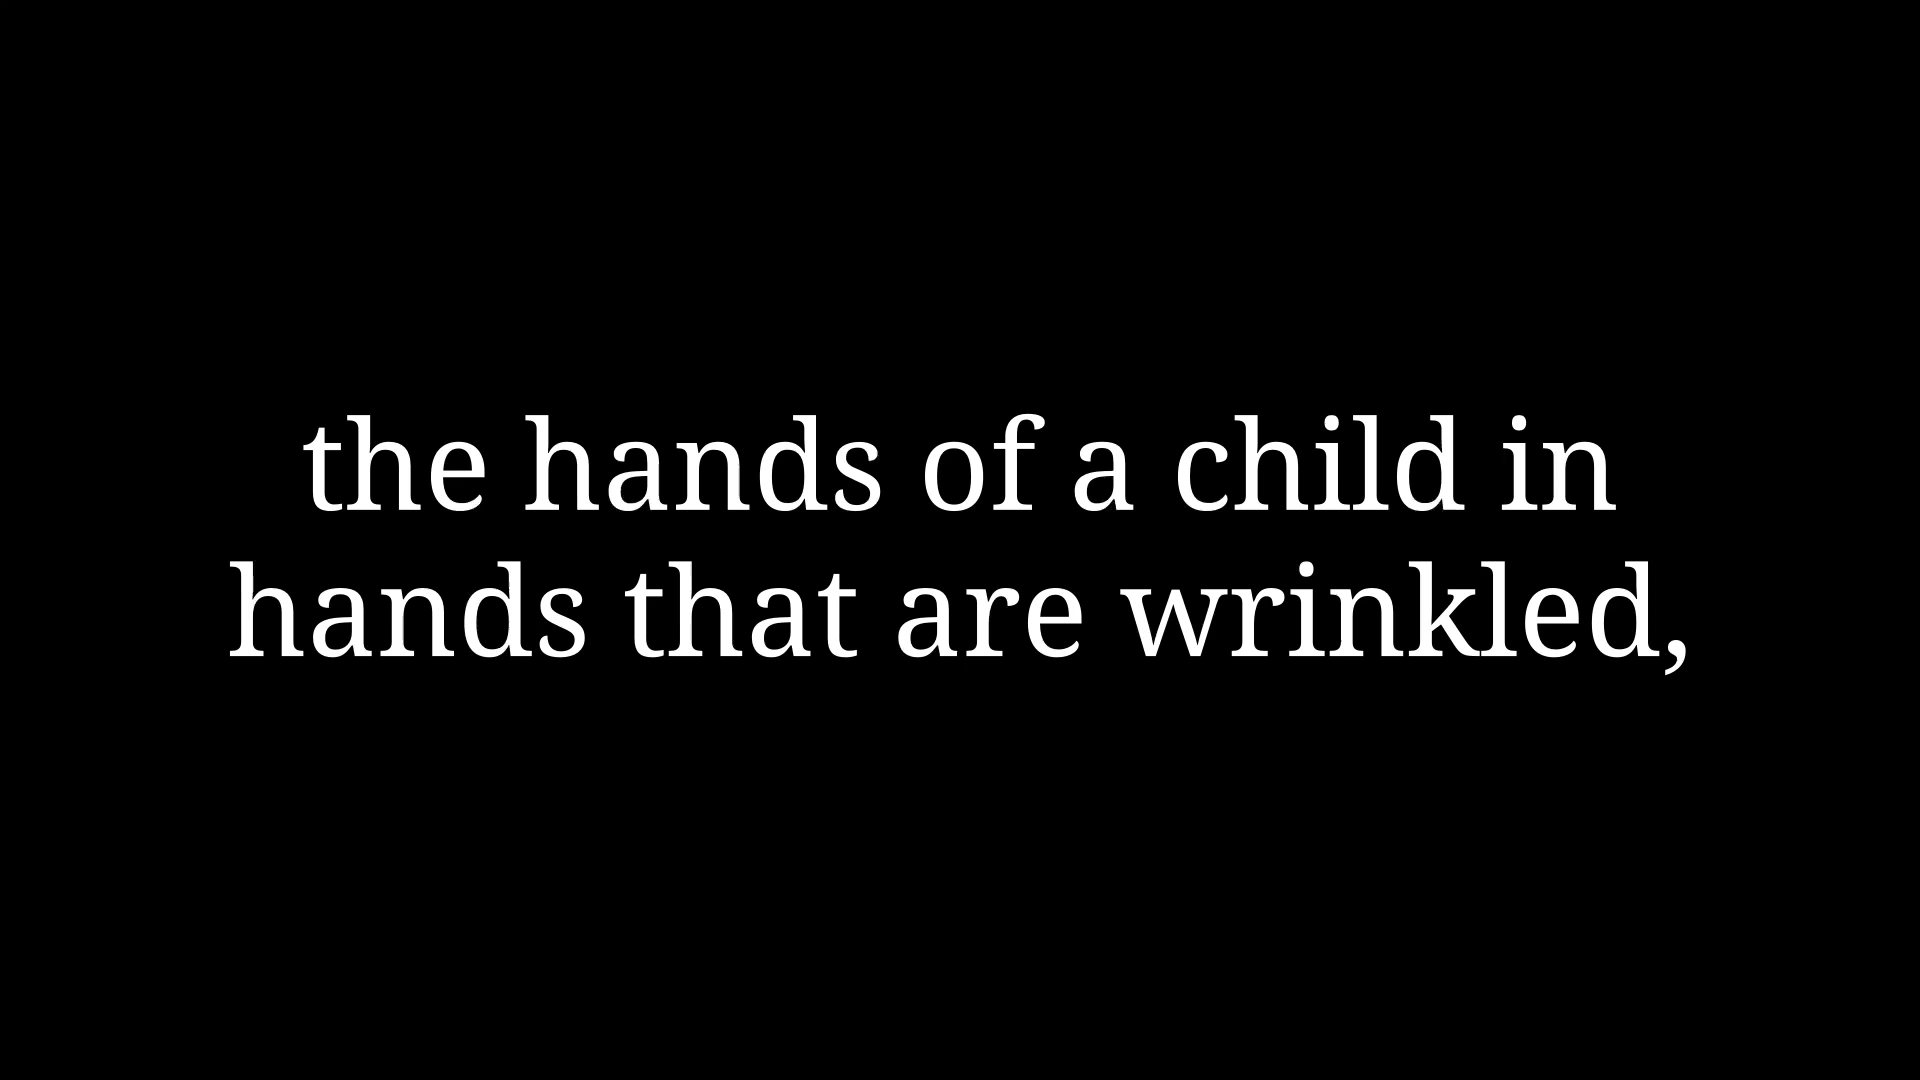 the hands of a child in
hands that are wrinkled,